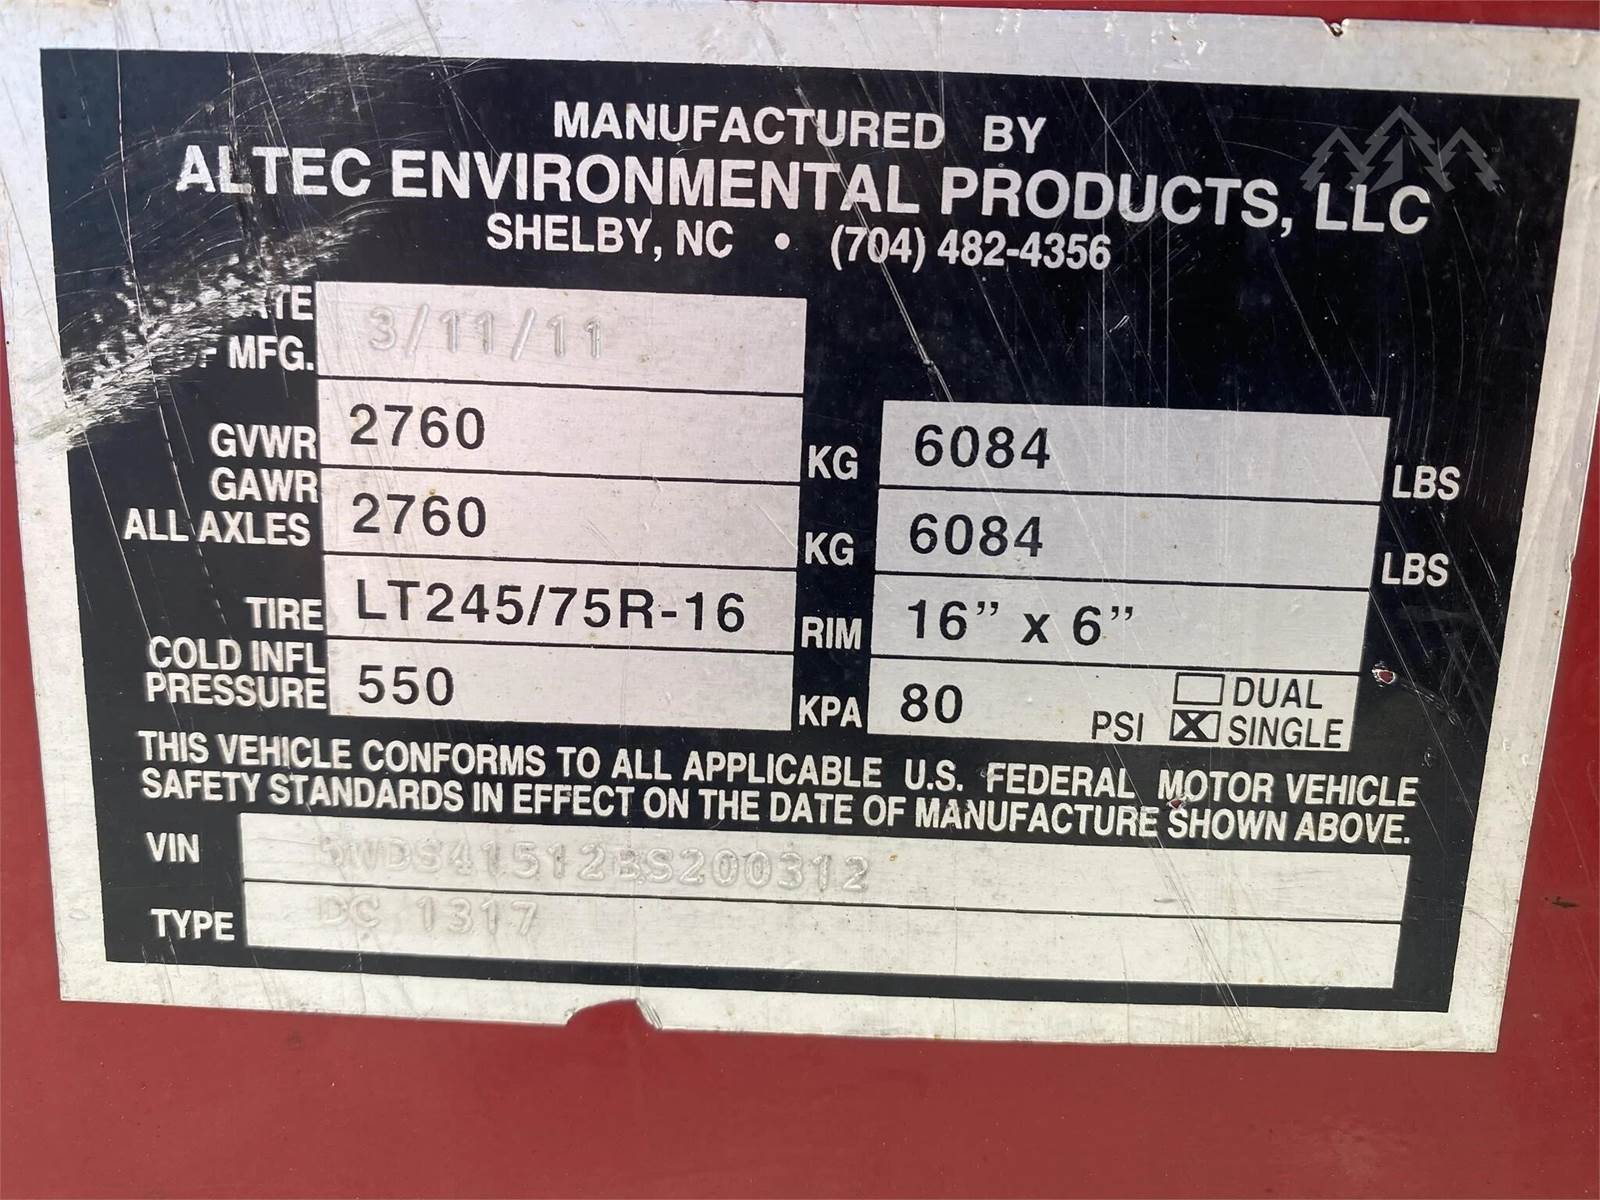 MANUFACTURED BY
ALTEC ENVIRONMENTAL PRODUCTS, LLC
SHELBY, NC • (704) 482-4356
MFG. 3/11/11
GVWR 2760 KG 6084 LBS
GAWR
ALL AXLES 2760 KG 6084 LBS
TIRE LT245/75R-16 RIM 16” x 6”
COLD INFL
PRESSURE 550 KPA 80 PSI DUAL
SINGLE
THIS VEHICLE CONFORMS TO ALL APPLICABLE U.S. FEDERAL MOTOR VEHICLE
SAFETY STANDARDS IN EFFECT ON THE DATE OF MANUFACTURE SHOWN ABOVE.
VIN 5WDS41512BS200312
TYPE DC 1317